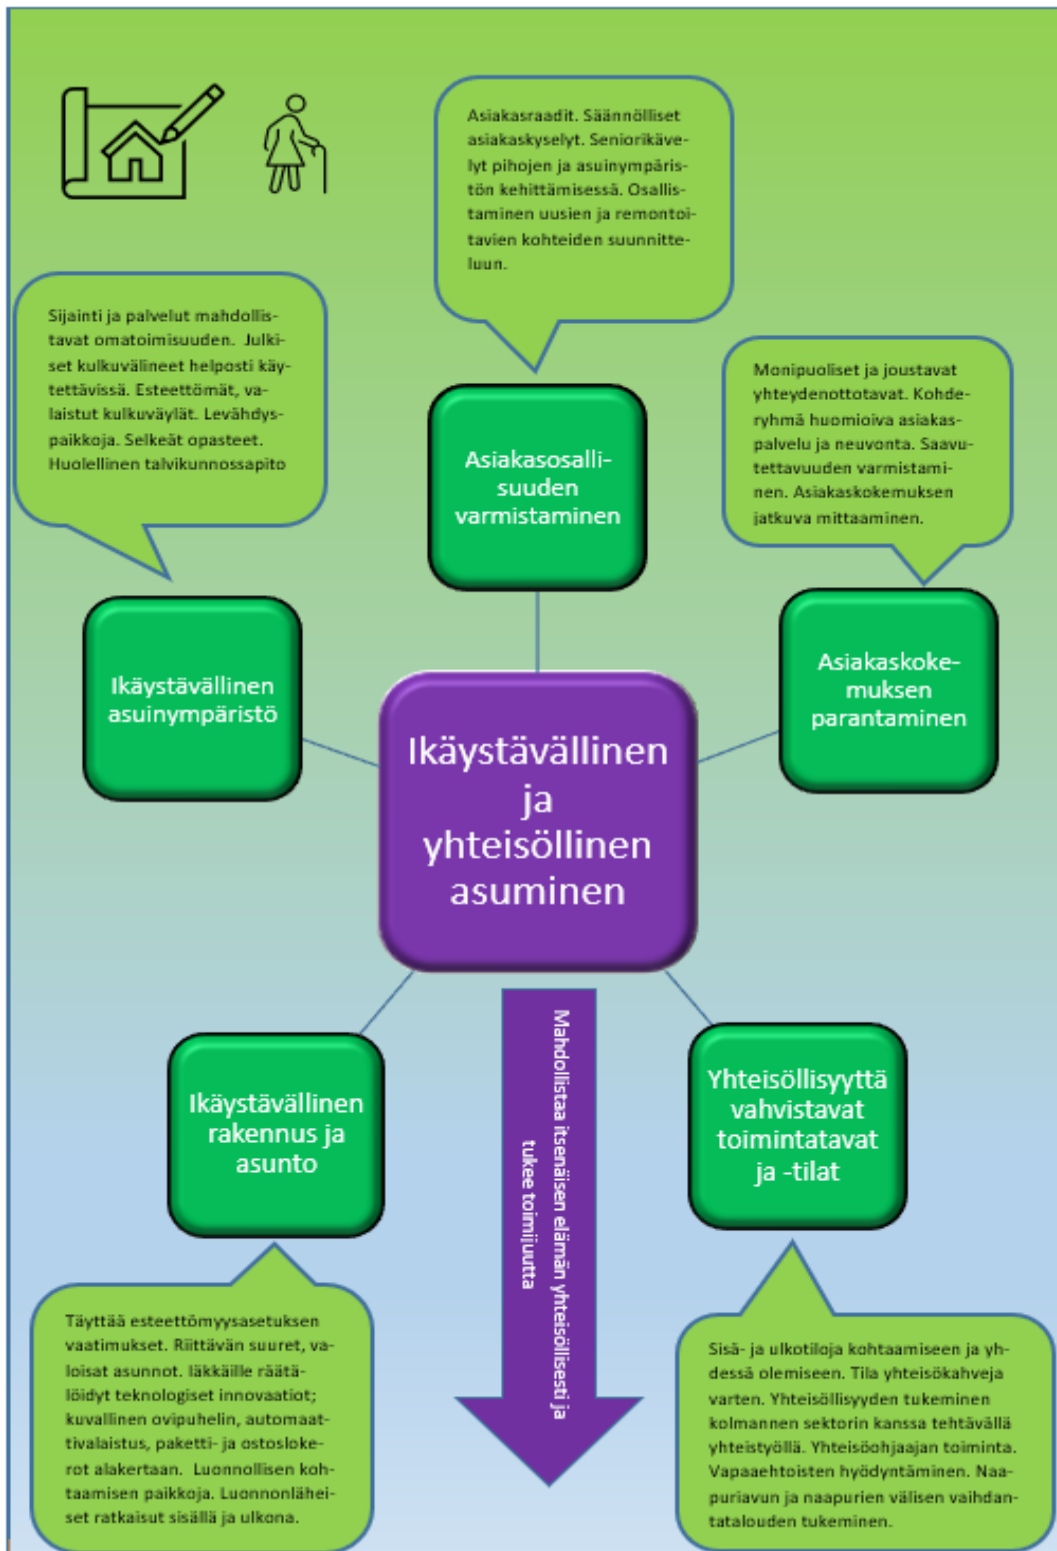 Asiakasraadit. Säännölliset
asiakaskyselyt. Seniorikäve-
lyt pihojen ja asuinympäris-
tön kehittämisessä. Osallis-
taminen uusien ja remontoi-
tavien kohteiden suunnitte-
luun.
Sijainti ja palvelut mahdollis-
tavat omatoimisuuden. Julki-
set kulkuvälineet helposti käy-
tettävissä. Esteettömät, va-
laistut kulkuväylät. Levähdys-
paikkoja. Selkeät opasteet.
Huolellinen talvikunnossapito
Monipuoliset ja joustavat
yhteydenottotavat. Kohde-
ryhmä huomioiva asiakas-
palvelu ja neuvonta. Saavu-
tettavuuden varmistami-
nen. Asiakaskokemuksen
jatkuva mittaaminen.
Asiakasosalli-
suuden
varmistaminen
Ikäystävällinen
asuinympäristö
Asiakaskoke-
muksen
parantaminen
Ikäystävällinen
ja
yhteisöllinen
asuminen
Mahdollistaa itsenäisen elämän yhteisöllisesti ja
tukee toimijuutta
Ikäystävällinen
rakennus ja
asunto
Yhteisöllisyyttä
vahvistavat
toimintatavat
ja -tilat
Täyttää esteettömyysasetuksen
vaatimukset. Riittävän suuret, va-
loisat asunnot. Iäkkäille räätä-
löidyt teknologiset innovaatiot;
kuvallinen ovipuhelin, automaat-
tivalaistus, paketti- ja ostosloke-
rot alakertaan. Luonnollisen koh-
taamisen paikkoja. Luonnonlähei-
set ratkaisut sisällä ja ulkona.
Sisä- ja ulkotiloja kohtaamiseen ja yh-
dessä olemiseen. Tila yhteisökahveja
varten. Yhteisöllisyyden tukeminen
kolmannen sektorin kanssa tehtävällä
yhteistyöllä. Yhteisöohjaajan toiminta.
Vapaaehtoisten hyödyntäminen. Naa-
puriavun ja naapurien välisen vaihdan-
tatalouden tukeminen.